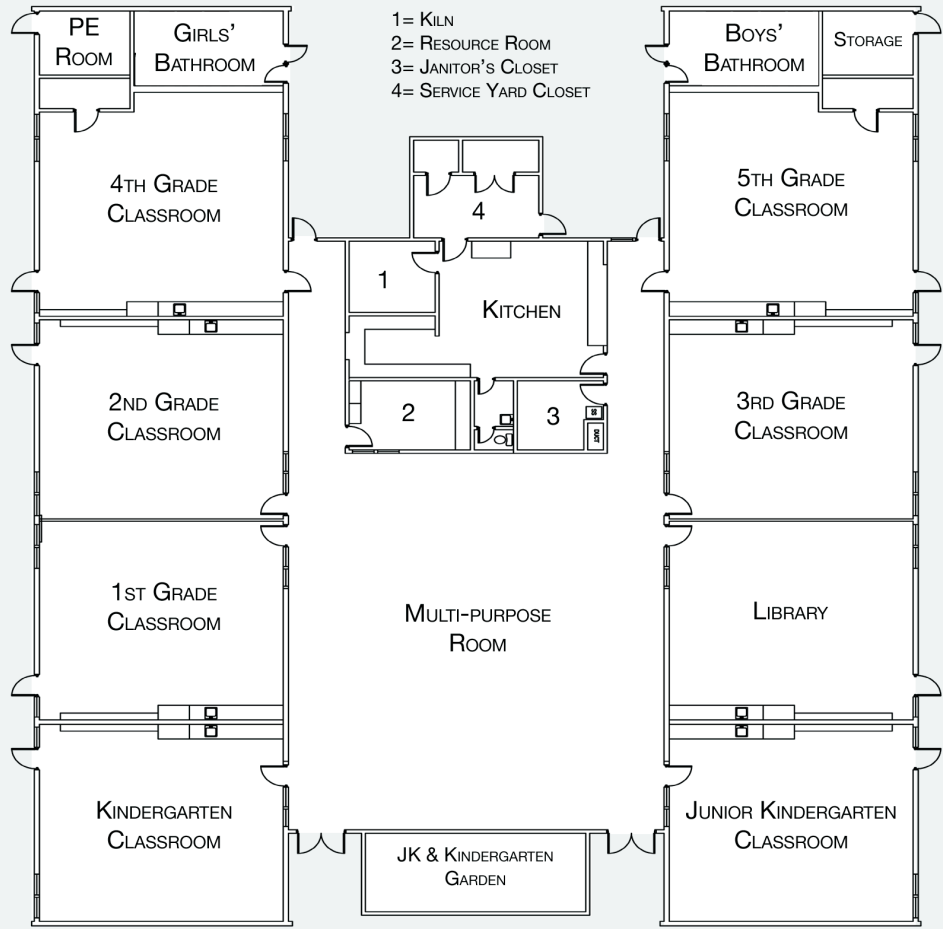 PE
Room
Girls'
Bathroom
1= Kiln
2= Resource Room
3= Janitor's Closet
4= Service Yard Closet
Boys'
Bathroom
Storage
4th Grade
Classroom
4
5th Grade
Classroom
1
Kitchen
2nd Grade
Classroom
2
3
SS
DUCT
3rd Grade
Classroom
1st Grade
Classroom
Multi-purpose
Room
Library
Kindergarten
Classroom
JK & Kindergarten
Garden
Junior Kindergarten
Classroom